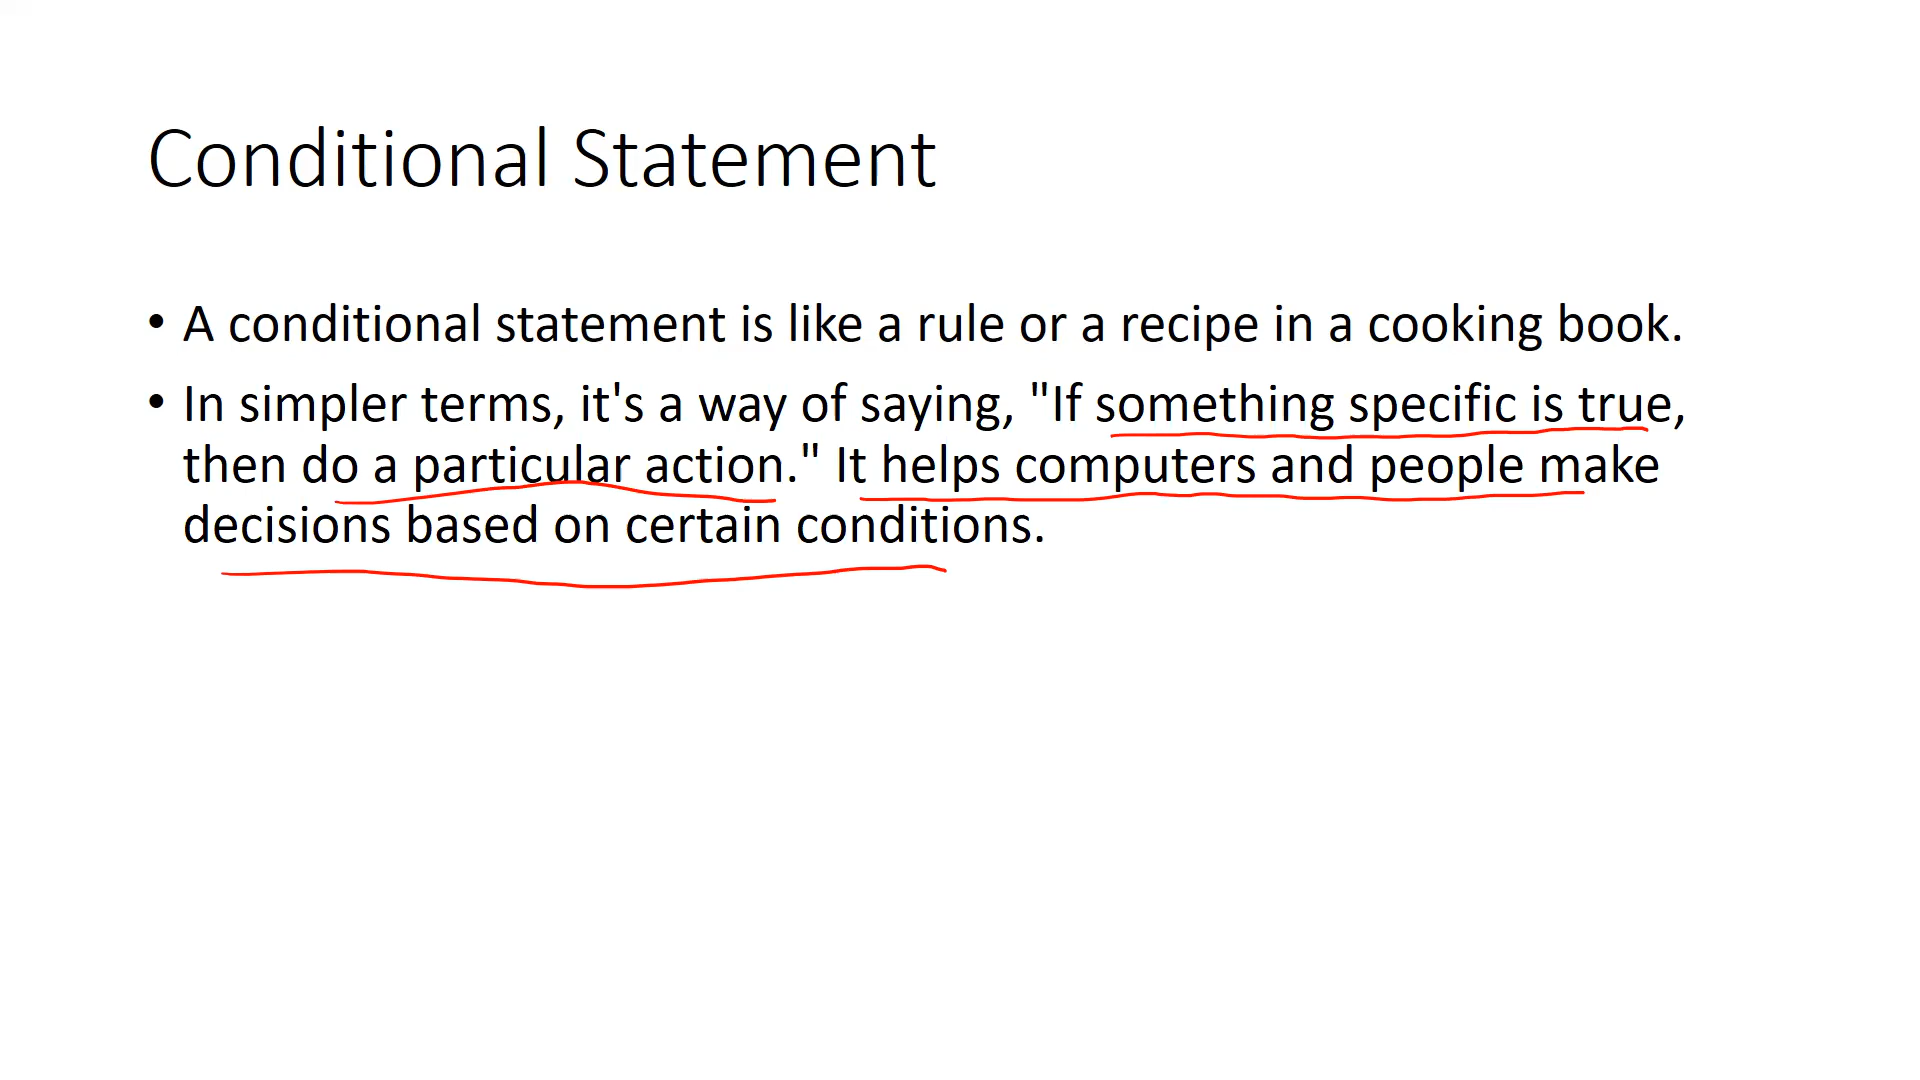 Conditional Statement
• A conditional statement is like a rule or a recipe in a cooking book.
• In simpler terms, it's a way of saying, "If something specific is true,
then do a particular action." It helps computers and people make
decisions based on certain conditions.